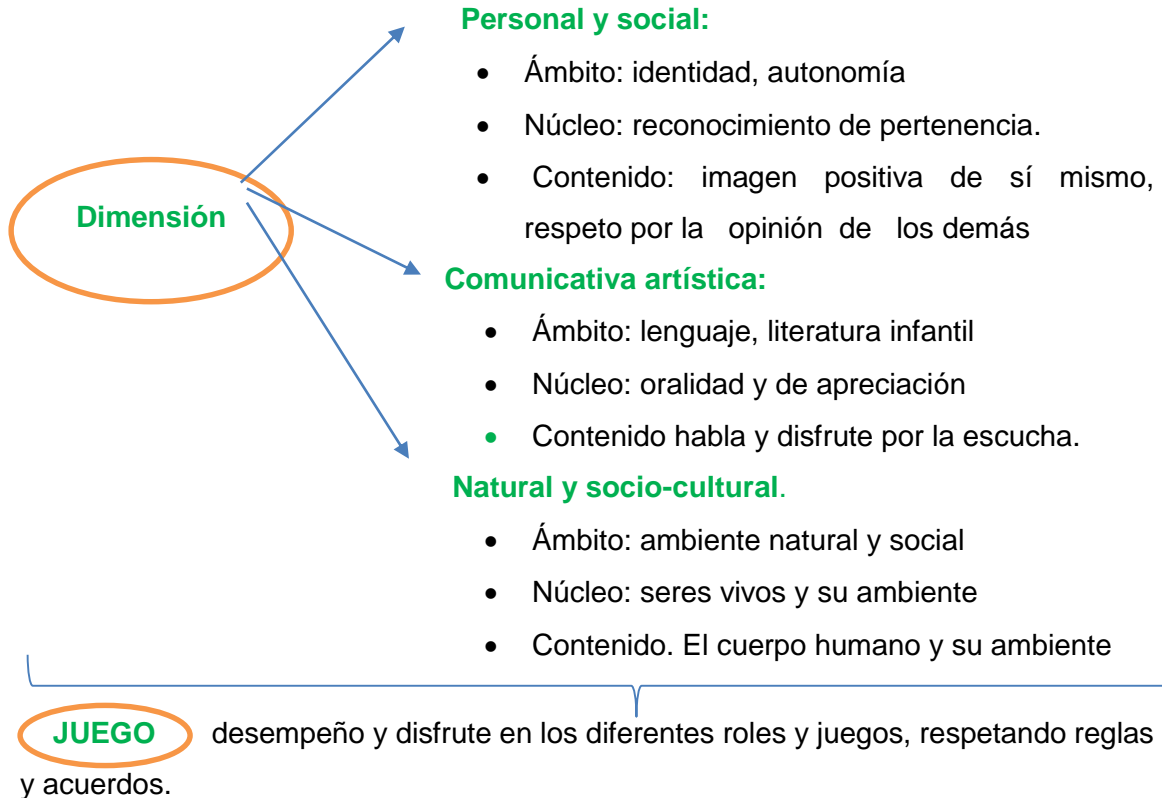 Personal y social:
• Ámbito: identidad, autonomía
• Núcleo: reconocimiento de pertenencia.
• Contenido: imagen positiva de sí mismo,
respeto por la opinión de los demás
Dimensión
Comunicativa artística:
• Ámbito: lenguaje, literatura infantil
• Núcleo: oralidad y de apreciación
• Contenido habla y disfrute por la escucha.
Natural y socio-cultural.
• Ámbito: ambiente natural y social
• Núcleo: seres vivos y su ambiente
• Contenido. El cuerpo humano y su ambiente
JUEGO desempeño y disfrute en los diferentes roles y juegos, respetando reglas
y acuerdos.